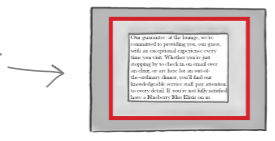 Our guarantee: at the lounge, we're
committed to providing you, our guest,
with an exceptional experience every
time you visit. Whether you're just
stopping by to check in on email over
an elixir, or are here for an out-of-
the-ordinary dinner, you'll find our
knowledgeable service staff pay attention
to every detail. If you're not fully satisfied
have a Blueberry Bliss Elixir on us.